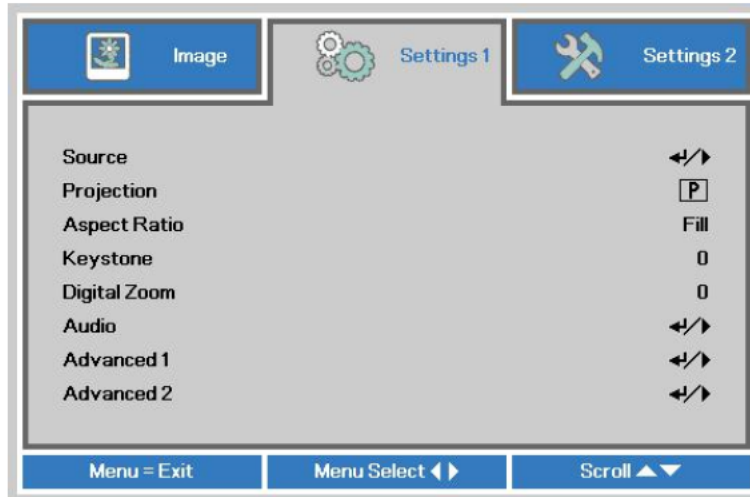 Image
Settings 1
Settings 2
Source ↵/▶
Projection P
Aspect Ratio Fill
Keystone 0
Digital Zoom 0
Audio ↵/▶
Advanced 1 ↵/▶
Advanced 2 ↵/▶
Menu = Exit
Menu Select ◀ ▶
Scroll ▲▼